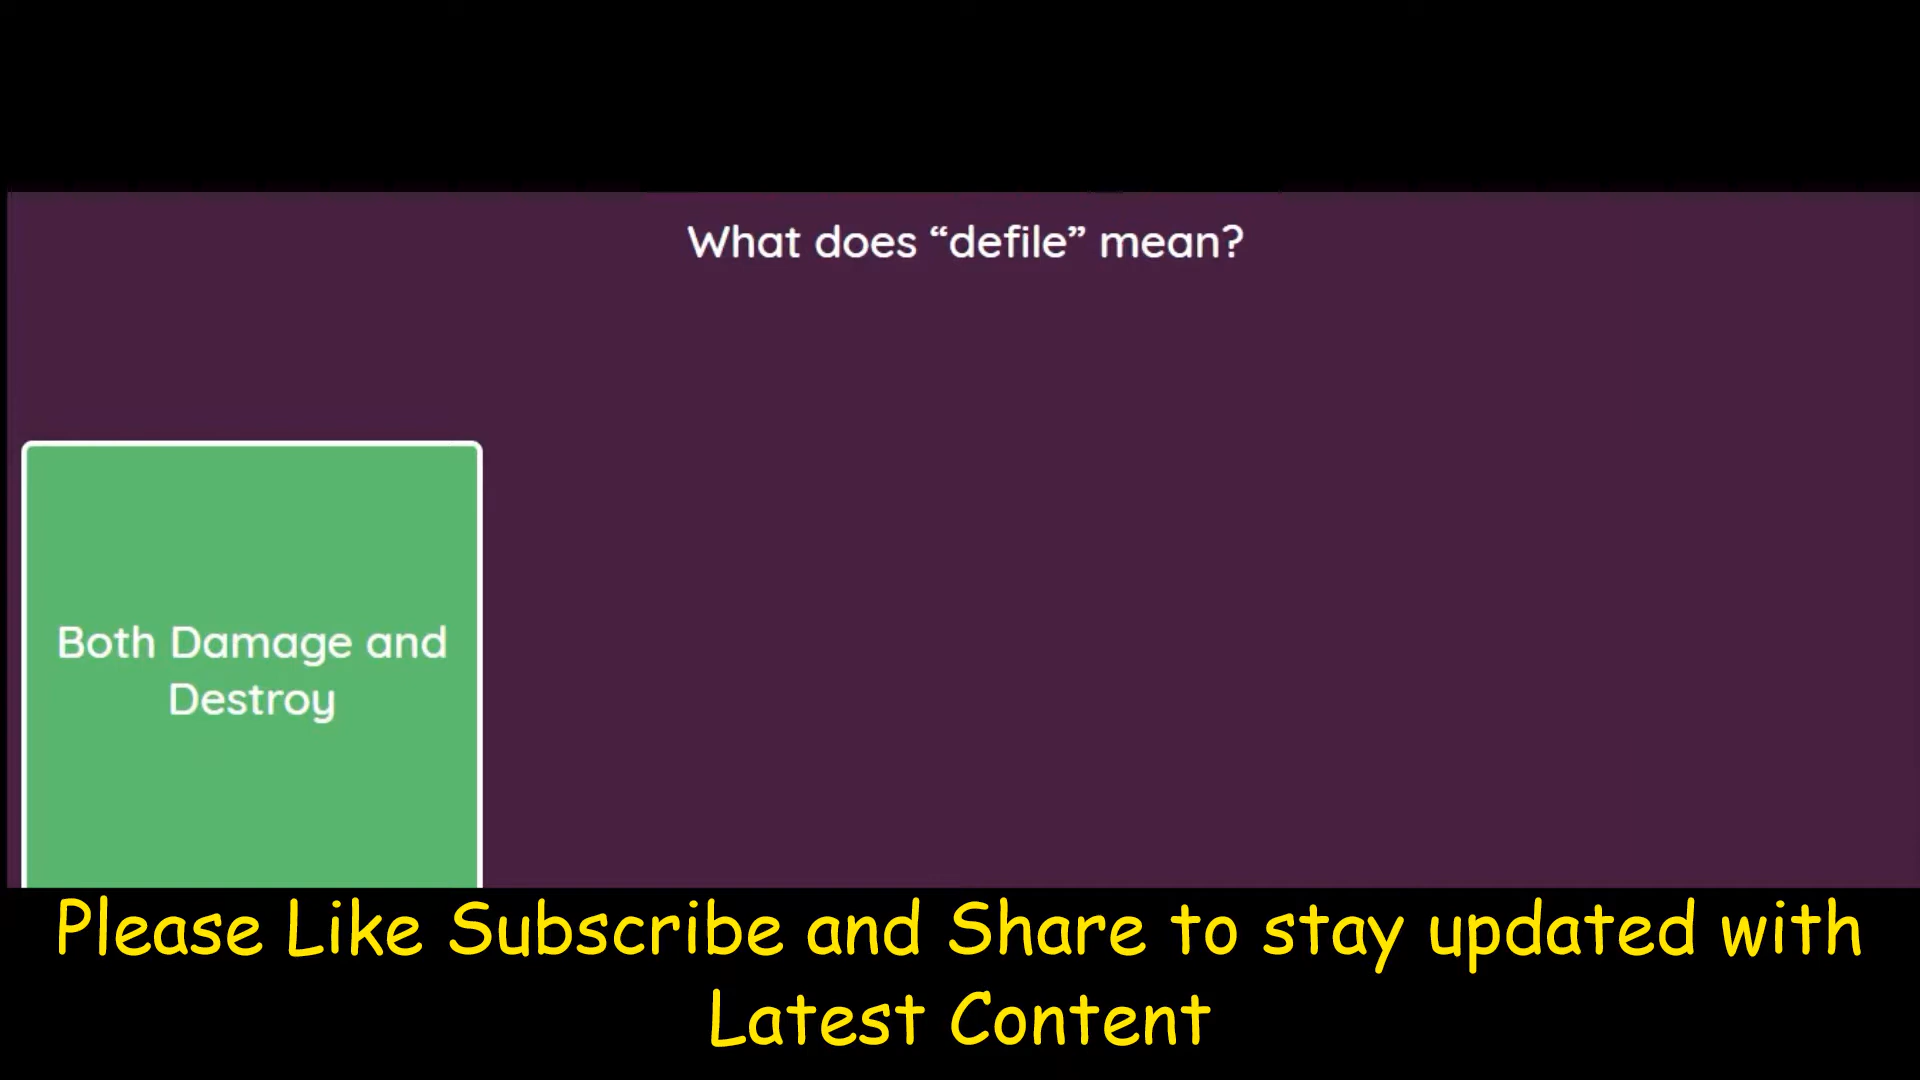 What does “defile” mean?
Both Damage and
Destroy
Please Like Subscribe and Share to stay updated with
Latest Content